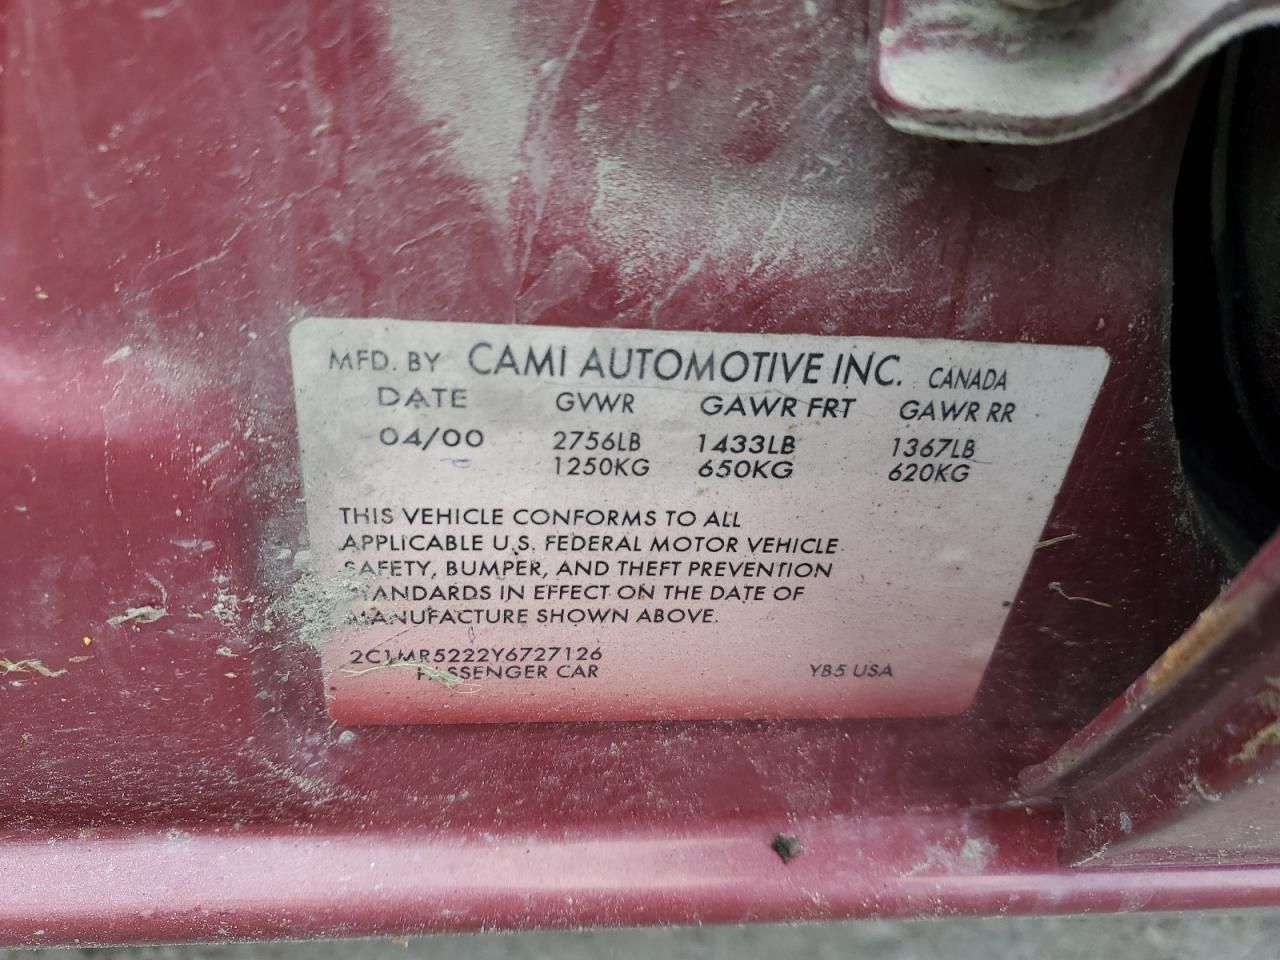 MFD. BY CAMI AUTOMOTIVE INC. CANADA
DATE GVWR GAWR FRT GAWR RR
04/00 2756LB 1433LB 1367LB
1250KG 650KG 620KG
THIS VEHICLE CONFORMS TO ALL
APPLICABLE U.S. FEDERAL MOTOR VEHICLE
SAFETY, BUMPER, AND THEFT PREVENTION
STANDARDS IN EFFECT ON THE DATE OF
MANUFACTURE SHOWN ABOVE.
2C1MR5222Y6727126
PASSENGER CAR YB5 USA